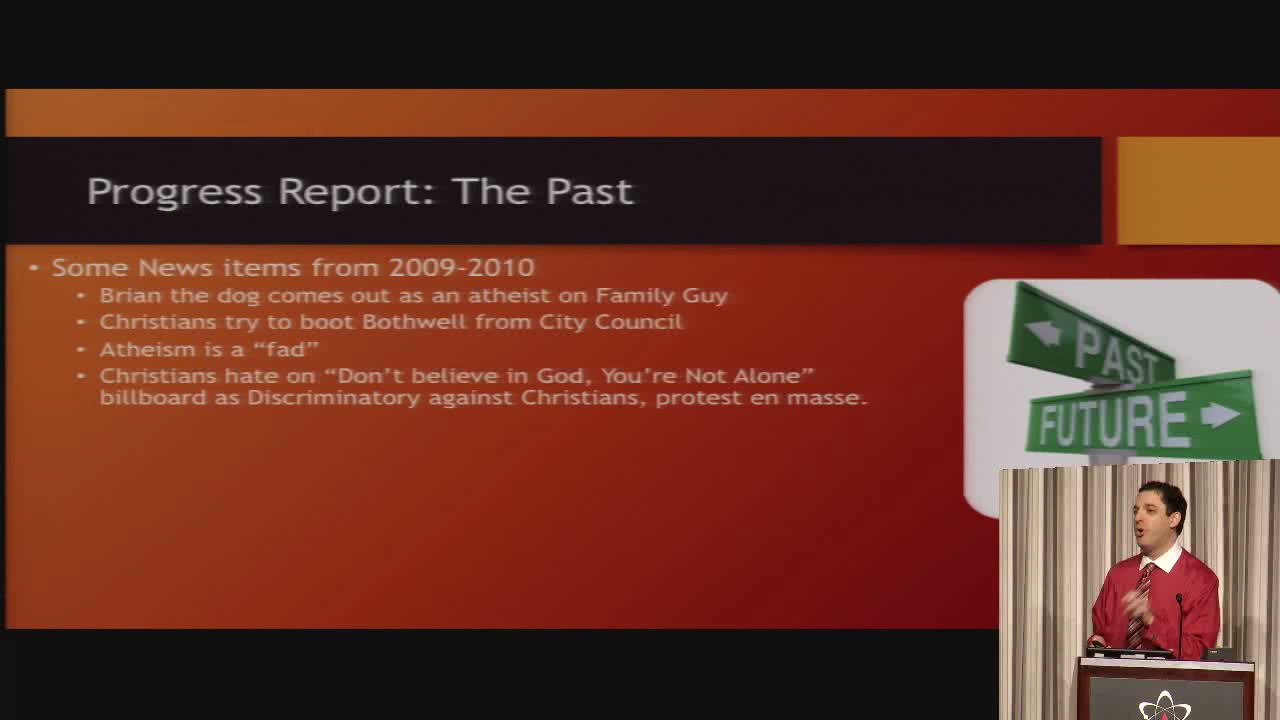 Progress Report: The Past
• Some News items from 2009-2010
• Brian the dog comes out as an atheist on Family Guy
• Christians try to boot Bothwell from City Council
• Atheism is a “fad”
• Christians hate on “Don’t believe in God, You’re Not Alone”
billboard as Discriminatory against Christians, protest en masse.
PAST
FUTURE